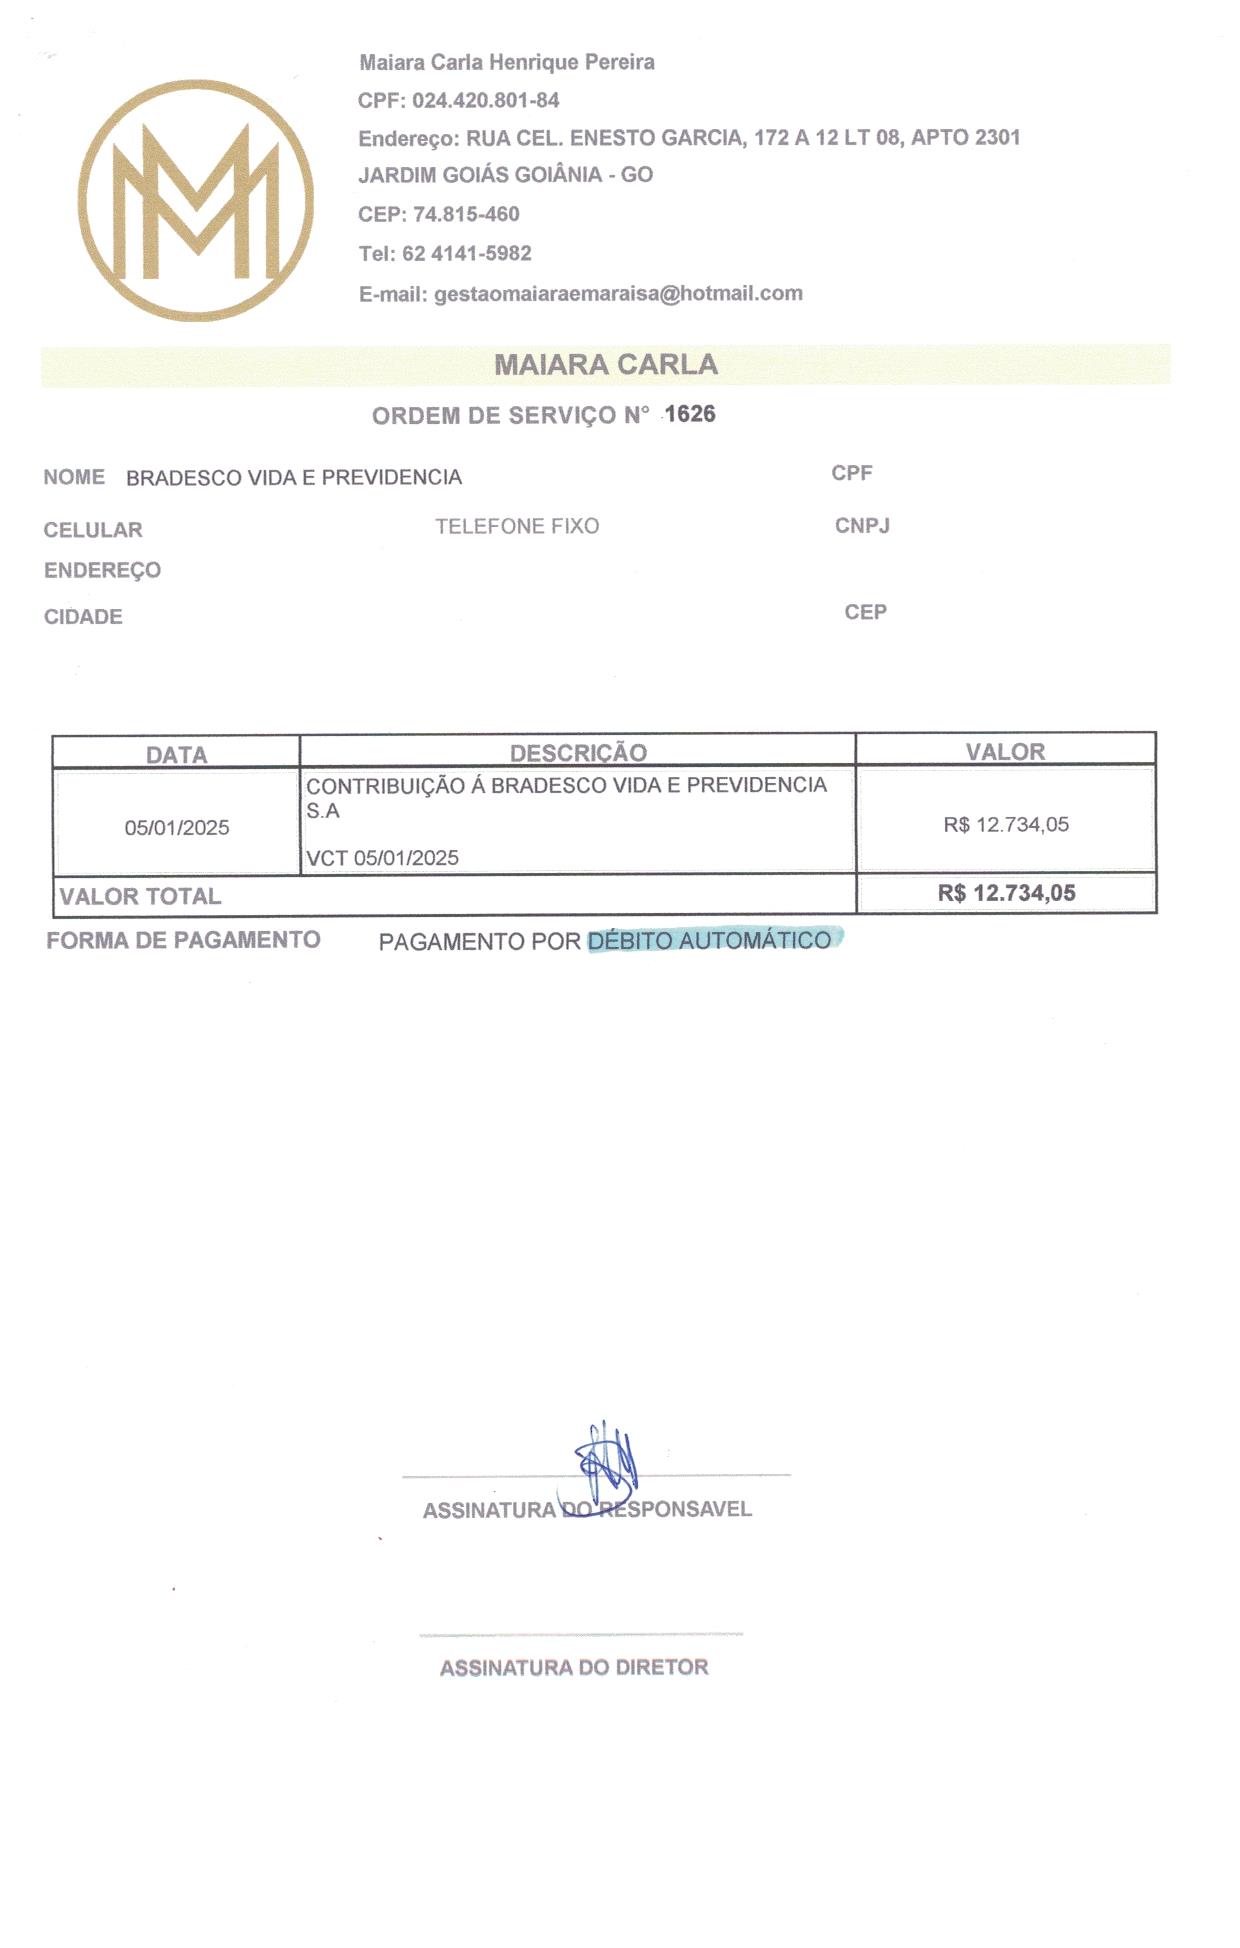 Maiara Carla Henrique Pereira
CPF: 024.420.801-84
Endereço: RUA CEL. ENESTO GARCIA, 172 A 12 LT 08, APTO 2301
JARDIM GOIÁS GOIÂNIA - GO
CEP: 74.815-460
Tel: 62 4141-5982
E-mail: gestaomaiaraemaraisa@hotmail.com
MAIARA CARLA
ORDEM DE SERVIÇO N° 1626
NOME BRADESCO VIDA E PREVIDENCIA CPF
CELULAR TELEFONE FIXO CNPJ
ENDEREÇO
CIDADE CEP
DATA DESCRIÇÃO VALOR
CONTRIBUIÇÃO Á BRADESCO VIDA E PREVIDENCIA
S.A
05/01/2025 R$ 12.734,05
VCT 05/01/2025
VALOR TOTAL R$ 12.734,05
FORMA DE PAGAMENTO PAGAMENTO POR DÉBITO AUTOMÁTICO
ASSINATURA DO RESPONSAVEL
ASSINATURA DO DIRETOR